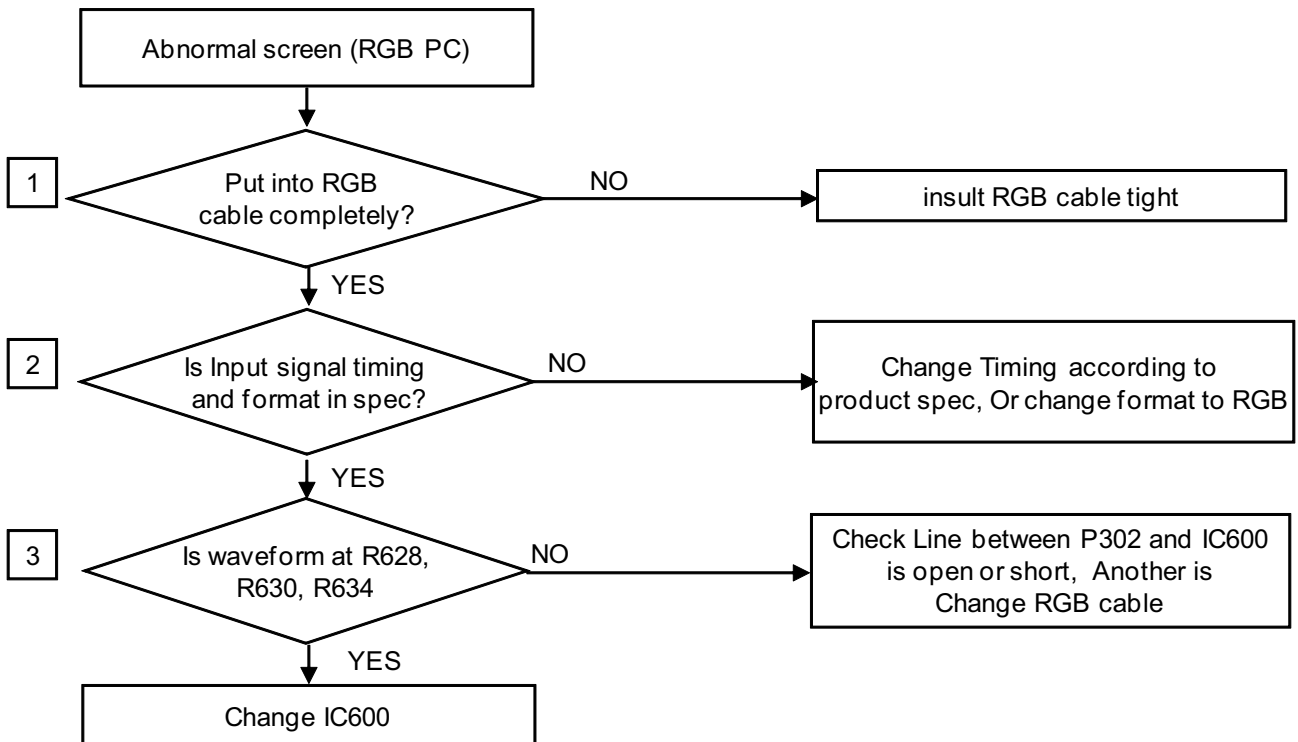 Abnormal screen (RGB PC)
1
Put into RGB
cable completely?
NO
insult RGB cable tight
YES
2
Is Input signal timing
and format in spec?
NO
Change Timing according to
product spec, Or change format to RGB
YES
3
Is waveform at R628,
R630, R634
NO
Check Line between P302 and IC600
is open or short, Another is
Change RGB cable
YES
Change IC600